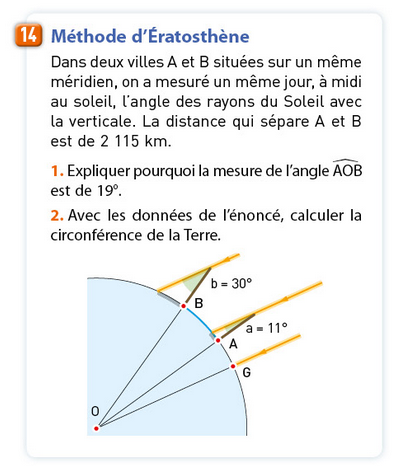 14 Méthode d'Ératosthène
Dans deux villes A et B situées sur un même
méridien, on a mesuré un même jour, à midi
au soleil, l'angle des rayons du Soleil avec
la verticale. La distance qui sépare A et B
est de 2 115 km.
1. Expliquer pourquoi la mesure de l'angle AOB
est de 19°.
2. Avec les données de l'énoncé, calculer la
circonférence de la Terre.
b = 30°
B
a = 11°
A
G
O